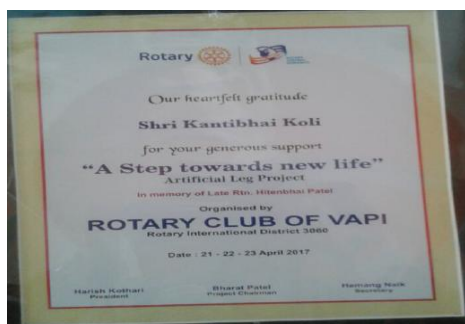 Rotary
Our heartfelt gratitude
Shri Kantibhai Koli
for your generous support
"A Step towards new life"
Artificial Leg Project
In memory of Late Rtn. Hitenbhai Patel
Organised by
ROTARY CLUB OF VAPI
Rotary International District 3060
Date : 21 - 22 - 23 April 2017
Harish Kothari Bharat Patel Hemang Naik
President Project Chairman Secretary